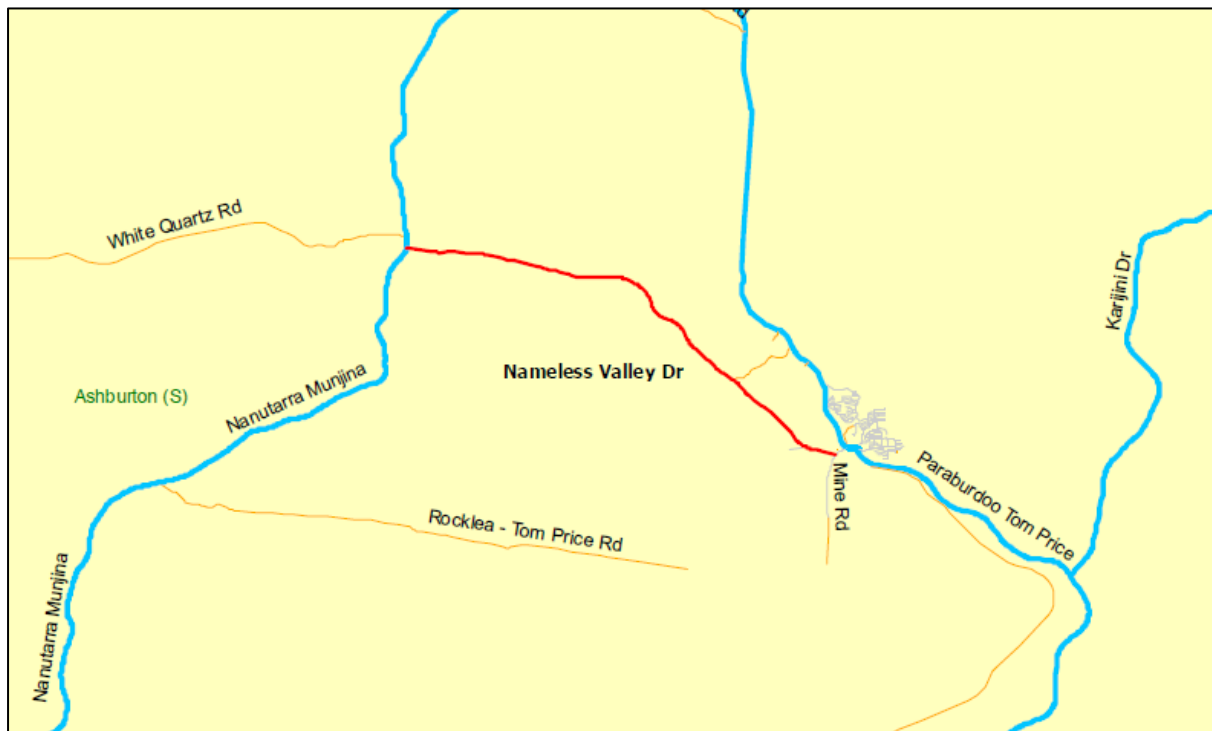 White Quartz Rd
Karijini Dr
Nameless Valley Dr
Nanutarra Munjina
Ashburton (S)
Paraburdoo Tom Price
Mine Rd
Rocklea - Tom Price Rd
Nanutarra Munjina